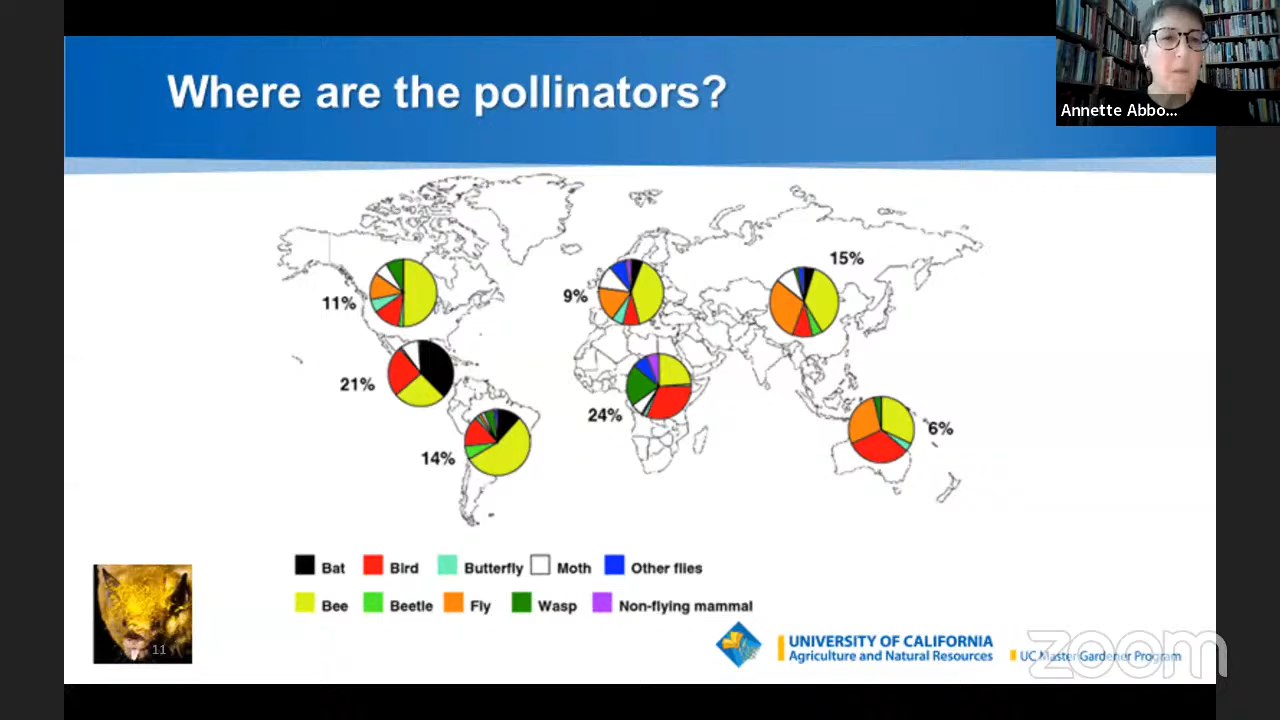 Where are the pollinators?
Annette Abbo...
15%
11%
9%
21%
24%
14%
6%
Bat Bird Butterfly Moth Other flies
Bee Beetle Fly Wasp Non-flying mammal
11
UNIVERSITY OF CALIFORNIA
Agriculture and Natural Resources
UC Master Gardener Program
zoom